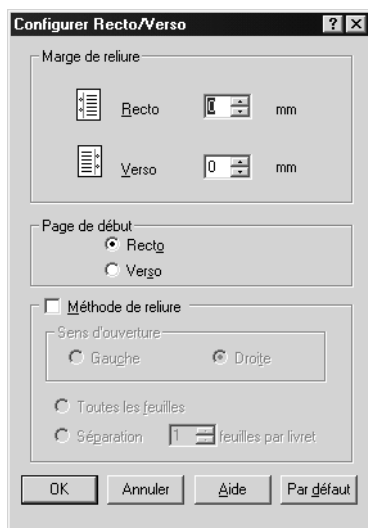 Configurer Recto/Verso
Marge de reliure
Recto 0 mm
Verso 0 mm
Page de début
Recto
Verso
Méthode de reliure
Sens d'ouverture
Gauche Droite
Toutes les feuilles
Séparation 1 feuilles par livret
OK Annuler Aide Par défaut